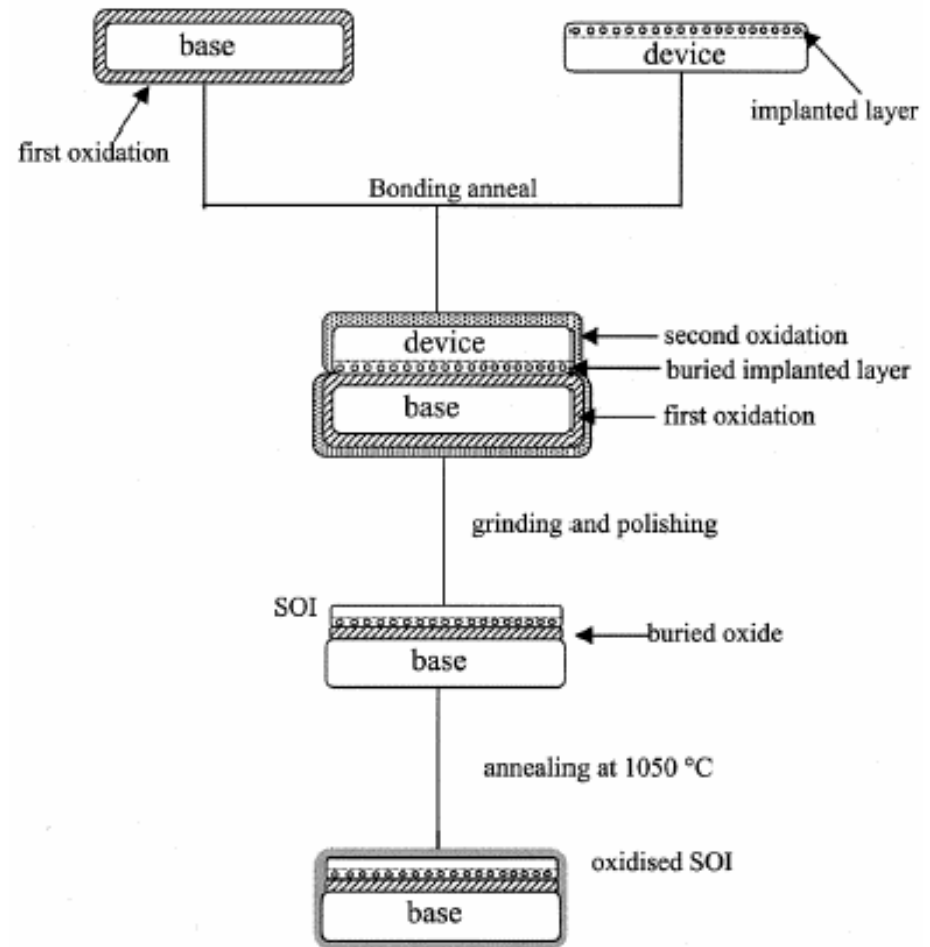 base
device
implanted layer
first oxidation
Bonding anneal
device
second oxidation
buried implanted layer
base
first oxidation
grinding and polishing
SOI
buried oxide
base
annealing at 1050 °C
oxidised SOI
base